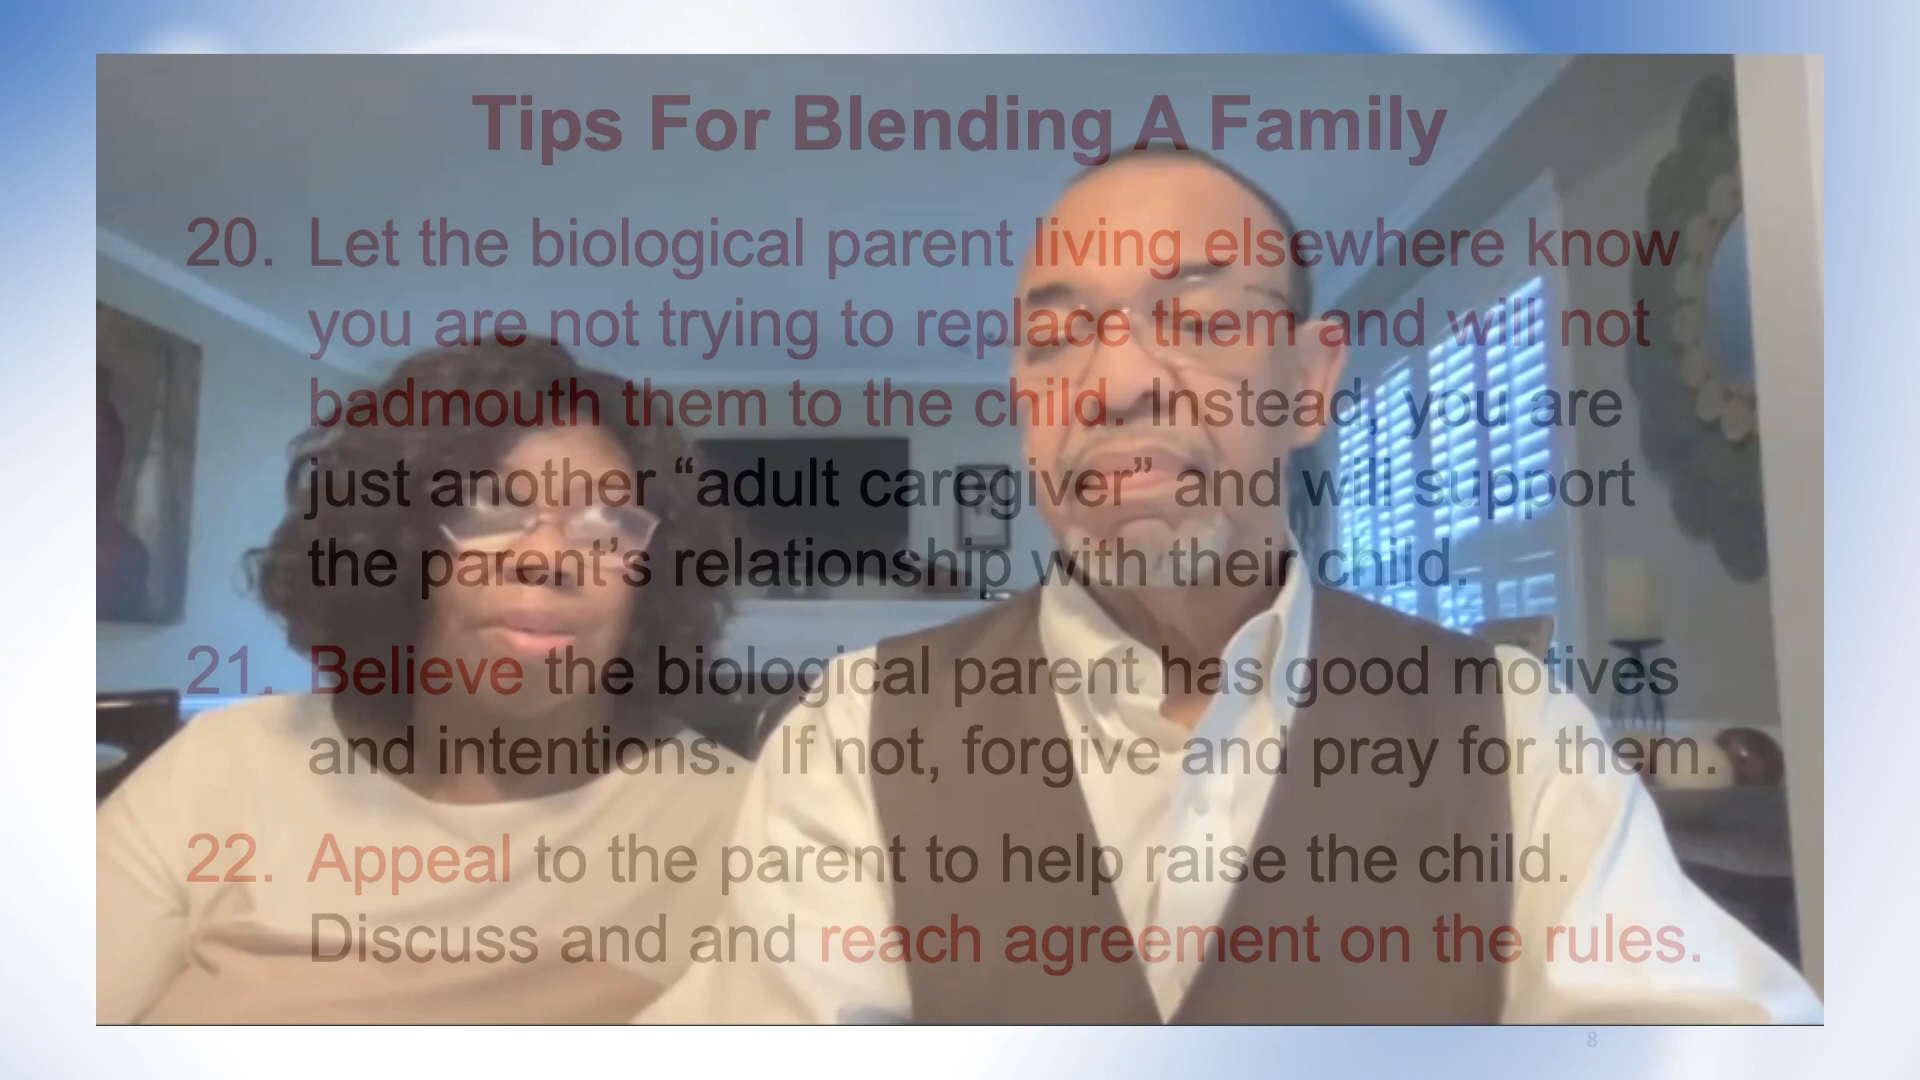 Tips For Blending A Family
20. Let the biological parent living elsewhere know
you are not trying to replace them and will not
badmouth them to the child. Instead, you are
just another “adult caregiver” and will support
the parent’s relationship with their child.
21. Believe the biological parent has good motives
and intentions. If not, forgive and pray for them.
22. Appeal to the parent to help raise the child.
Discuss and and reach agreement on the rules.
8